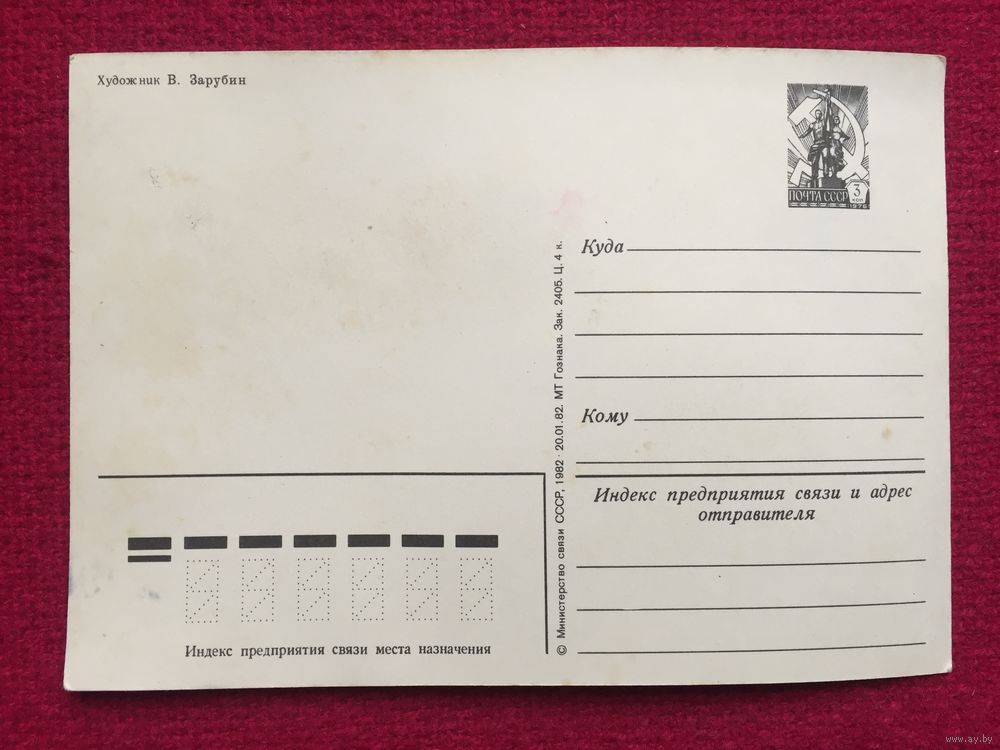 Художник В. Зарубин
ПОЧТА СССР
3
КОП
1976
Куда
Кому
Индекс предприятия связи и адрес
отправителя
© Министерство связи СССР, 1982 · 20.01.82. МТ Гознака. Зак. 2405. Ц. 4 к.
Индекс предприятия связи места назначения
www.ay.by